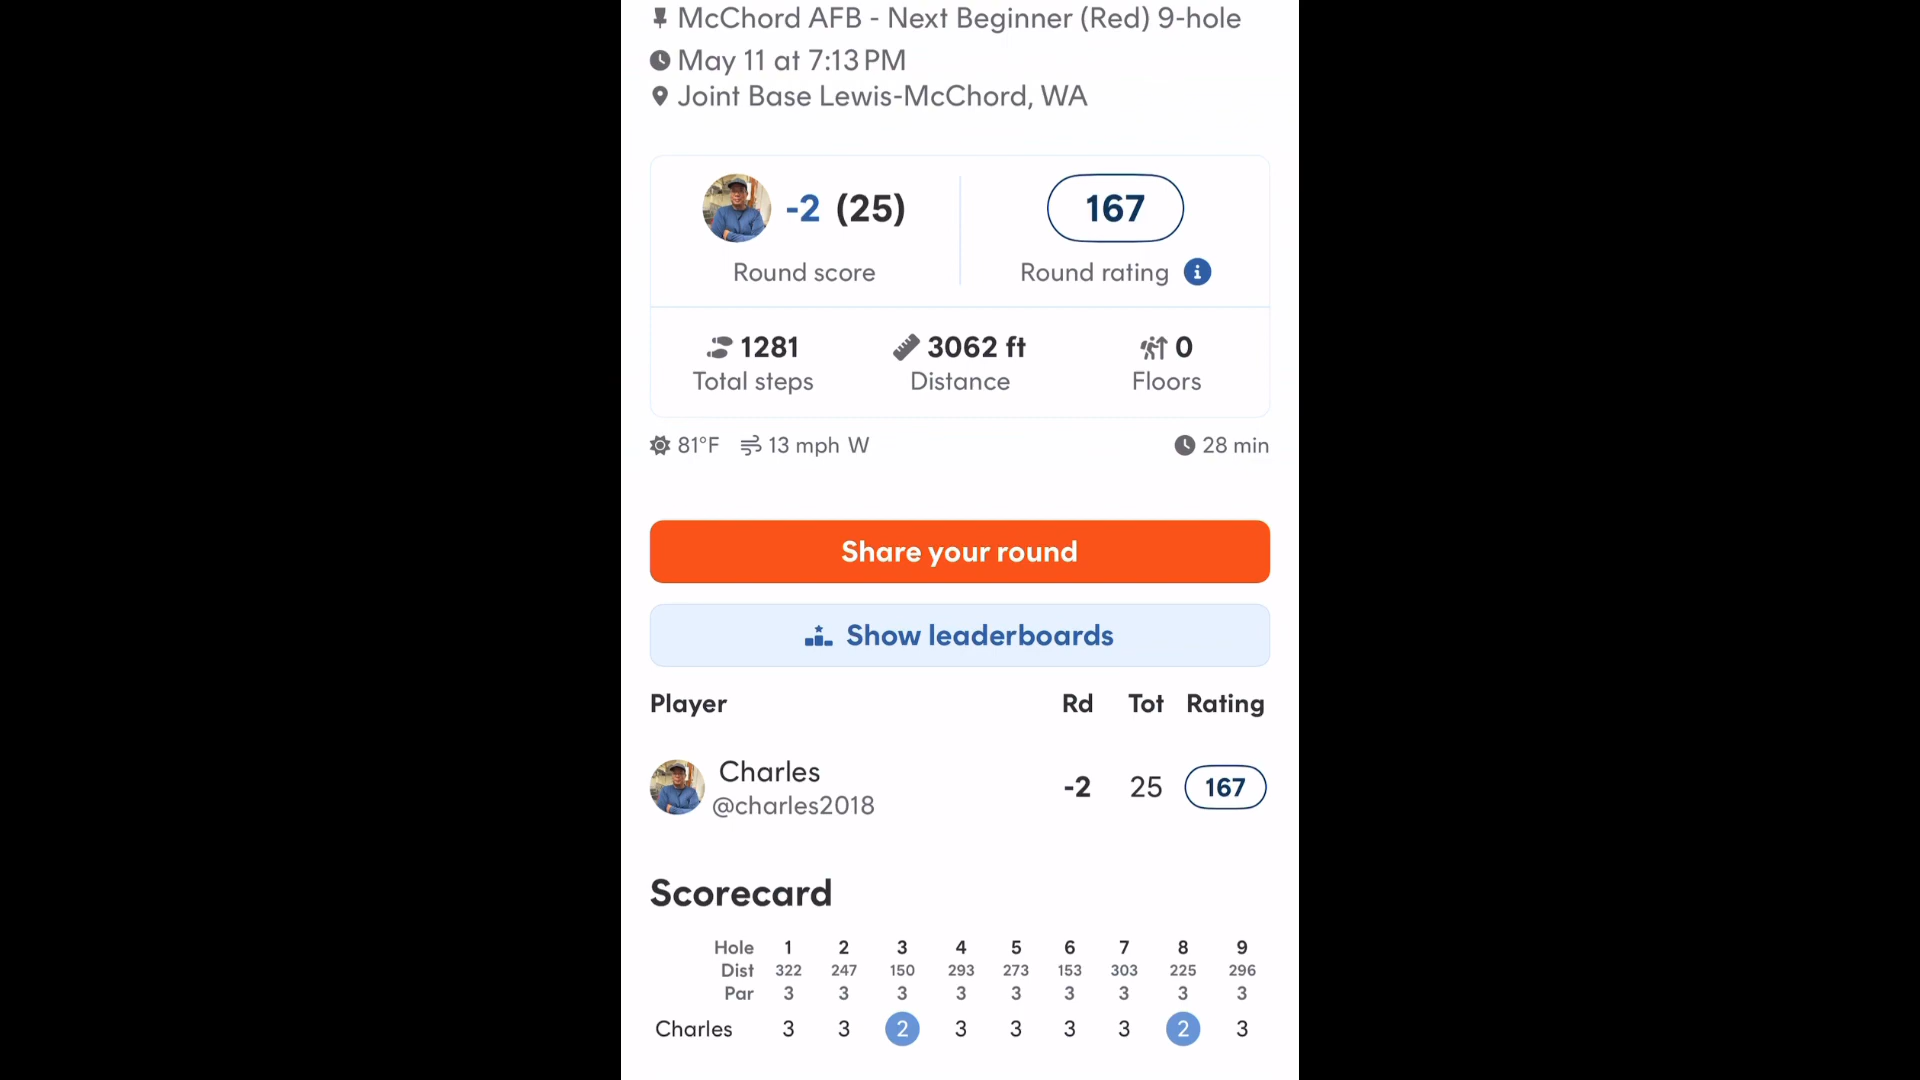 McChord AFB - Next Beginner (Red) 9-hole
May 11 at 7:13 PM
Joint Base Lewis-McChord, WA
-2 (25) 167
Round score Round rating i
1281 3062 ft 0
Total steps Distance Floors
81°F 13 mph W 28 min
Share your round
Show leaderboards
Player Rd Tot Rating
Charles
@charles2018 -2 25 167
Scorecard
Hole 1 2 3 4 5 6 7 8 9
Dist 322 247 150 293 273 153 303 225 296
Par 3 3 3 3 3 3 3 3 3
Charles 3 3 2 3 3 3 3 2 3